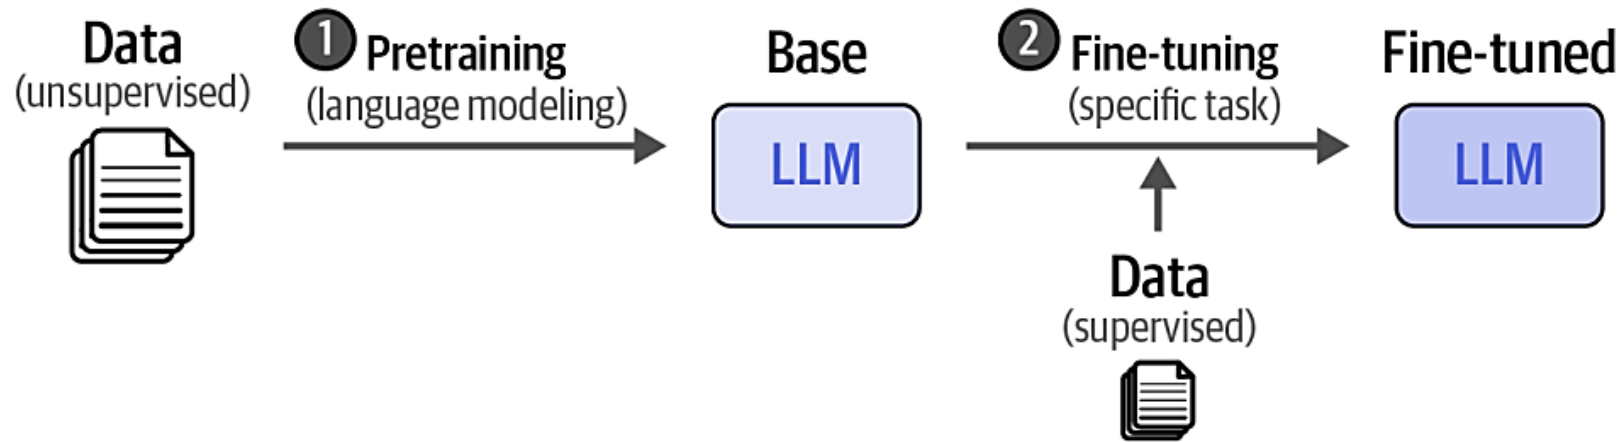 Data
(unsupervised)
1 Pretraining
(language modeling)
Base
LLM
2 Fine-tuning
(specific task)
Data
(supervised)
Fine-tuned
LLM